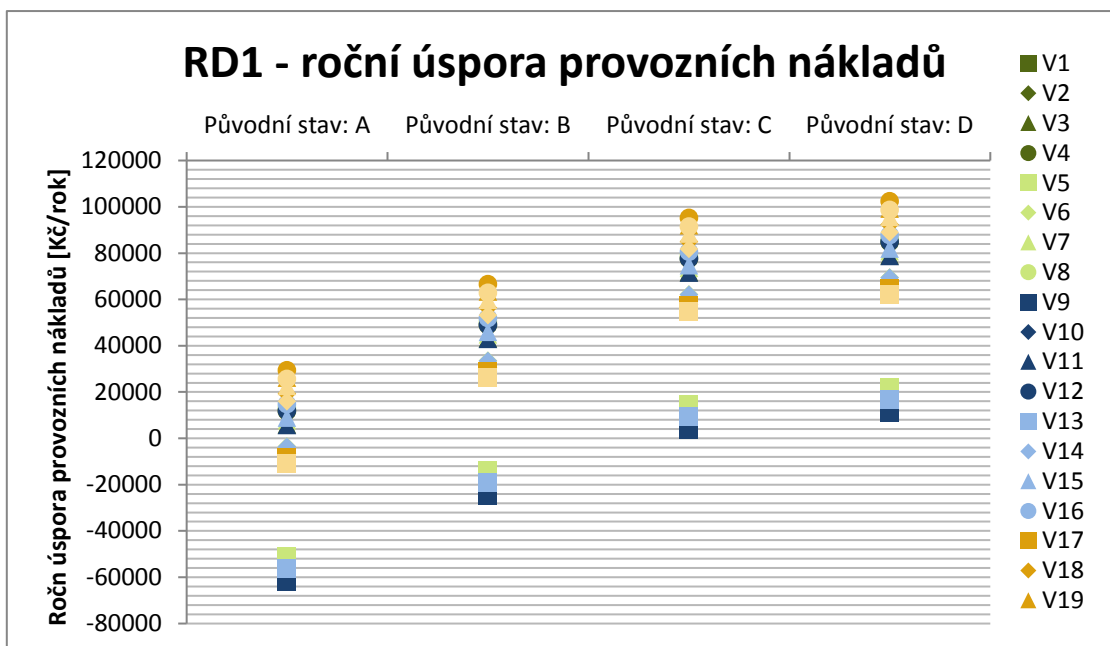 RD1 - roční úspora provozních nákladů
Původní stav: A
Původní stav: B
Původní stav: C
Původní stav: D
Ročn úspora provozních nákladů [Kč/rok]
120000
100000
80000
60000
40000
20000
0
-20000
-40000
-60000
-80000
V1
V2
V3
V4
V5
V6
V7
V8
V9
V10
V11
V12
V13
V14
V15
V16
V17
V18
V19